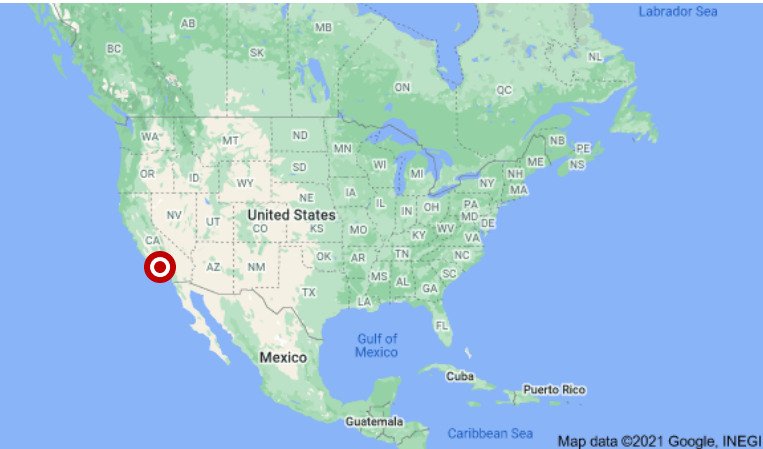 Labrador Sea
AB
MB
BC
SK
NL
ON
QC
NB
PE
WA
ND
ME
NS
MT
MN
OR
ID
SD
WI
MI
NH
WY
NY
MA
NE
IA
IL
IN
OH
PA
NV
UT
United States
MD
DE
CO
KS
MO
KY
WV
VA
CA
OK
AR
TN
NC
AZ
NM
MS
AL
SC
GA
TX
LA
FL
Gulf of
Mexico
Mexico
Cuba
Puerto Rico
Guatemala
Caribbean Sea
Map data ©2021 Google, INEGI